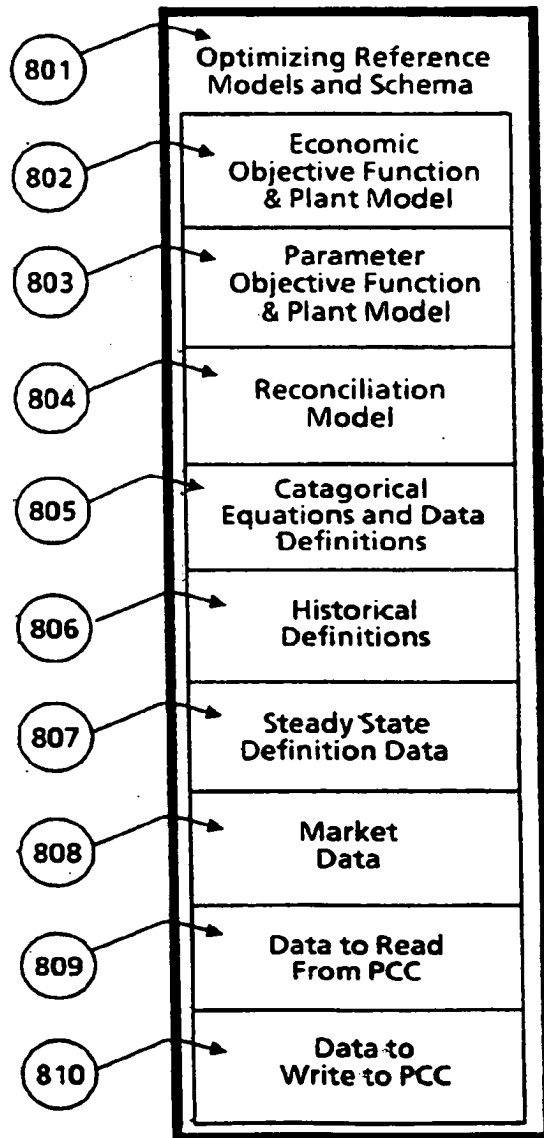 801
Optimizing Reference
Models and Schema
802
Economic
Objective Function
& Plant Model
803
Parameter
Objective Function
& Plant Model
804
Reconciliation
Model
805
Catagorical
Equations and Data
Definitions
806
Historical
Definitions
807
Steady State
Definition Data
808
Market
Data
809
Data to Read
From PCC
810
Data to
Write to PCC